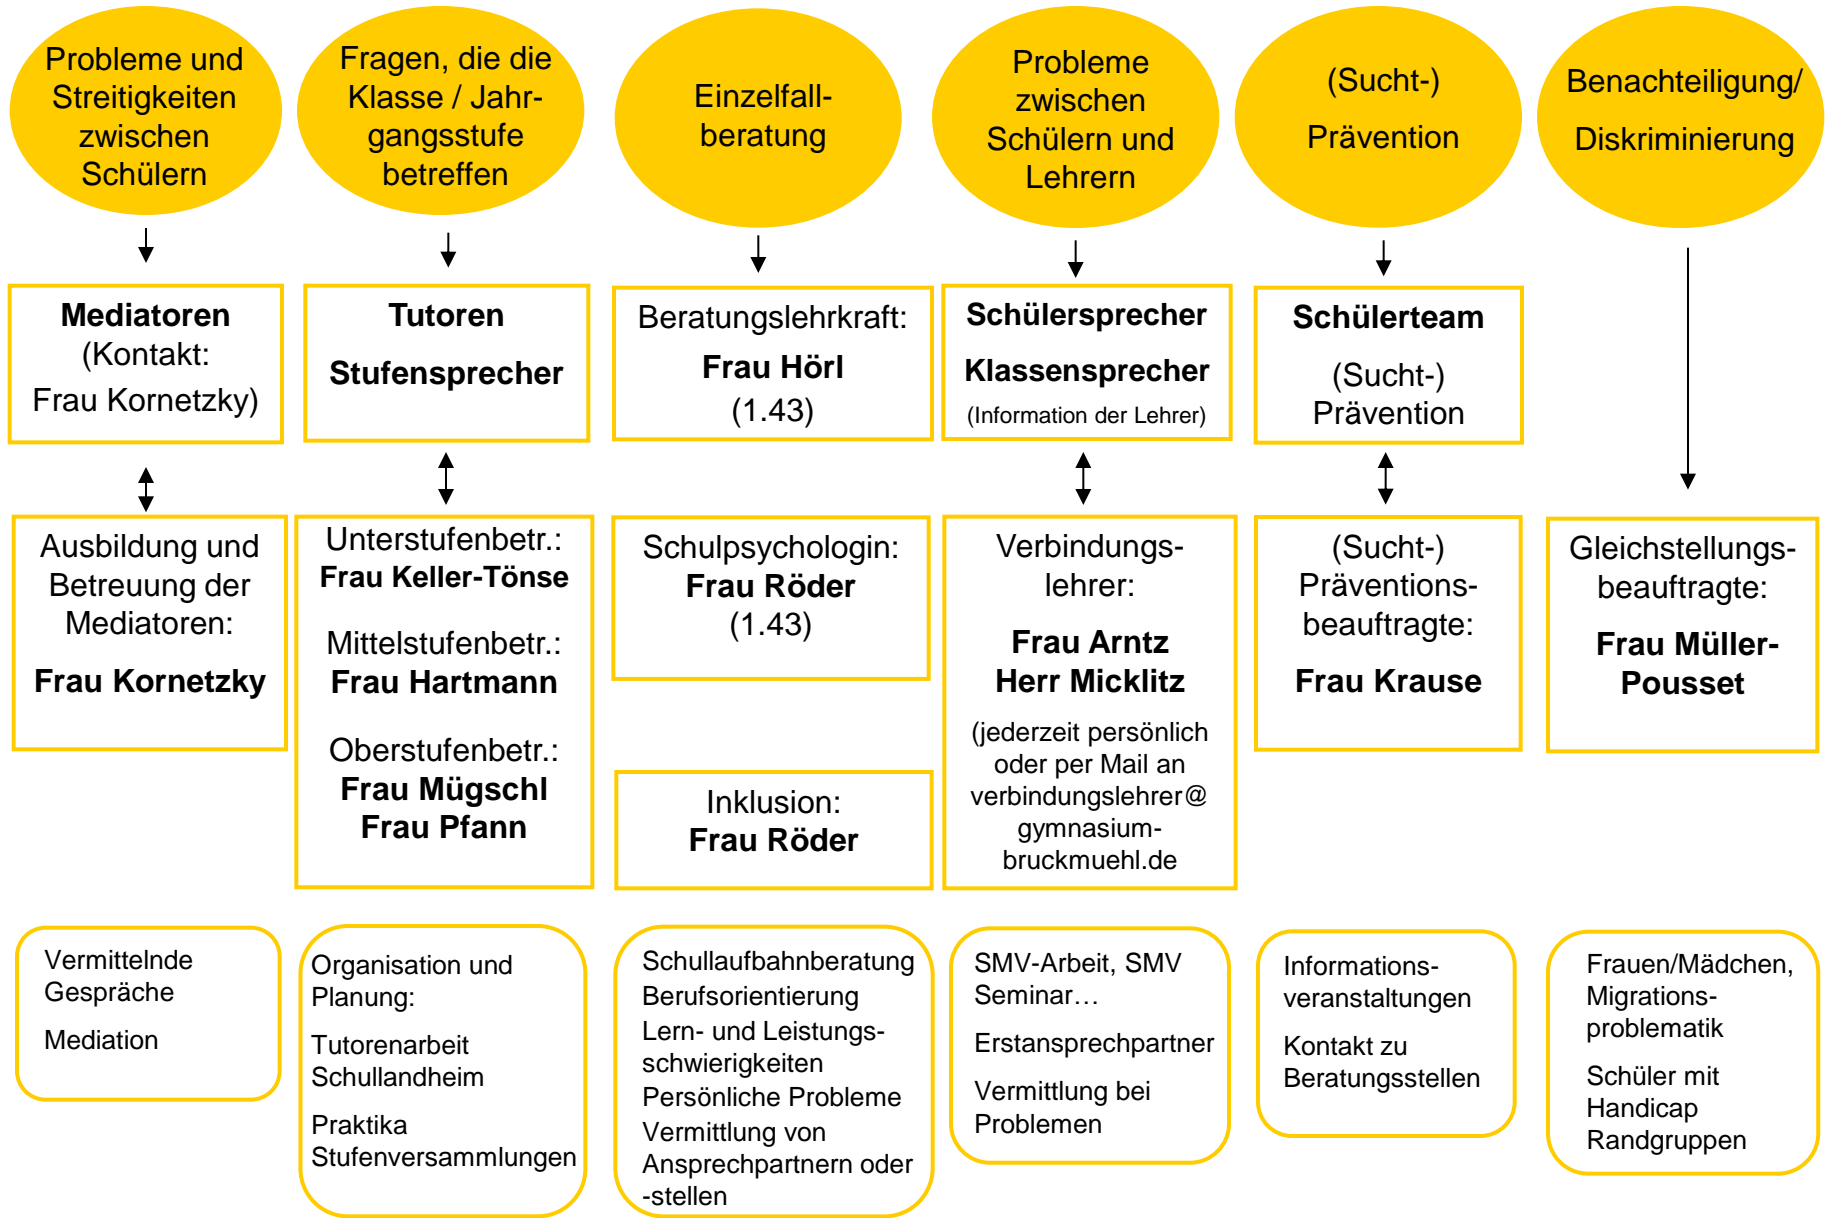 Probleme und
Streitigkeiten
zwischen
Schülern
Fragen, die die
Klasse / Jahr-
gangsstufe
betreffen
Einzelfall-
beratung
Probleme
zwischen
Schülern und
Lehrern
(Sucht-)
Prävention
Benachteiligung/
Diskriminierung
Mediatoren
(Kontakt:
Frau Kornetzky)
Tutoren
Stufensprecher
Beratungslehrkraft:
Frau Hörl
(1.43)
Schülersprecher
Klassensprecher
(Information der Lehrer)
Schülerteam
(Sucht-)
Prävention
Ausbildung und
Betreuung der
Mediatoren:
Frau Kornetzky
Unterstufenbetr.:
Frau Keller-Tönse
Mittelstufenbetr.:
Frau Hartmann
Oberstufenbetr.:
Frau Mügschl
Frau Pfann
Schulpsychologin:
Frau Röder
(1.43)
Inklusion:
Frau Röder
Verbindungs-
lehrer:
Frau Arntz
Herr Micklitz
(jederzeit persönlich
oder per Mail an
verbindungslehrer@
gymnasium-
bruckmuehl.de
(Sucht-)
Präventions-
beauftragte:
Frau Krause
Gleichstellungs-
beauftragte:
Frau Müller-
Pousset
Vermittelnde
Gespräche
Mediation
Organisation und
Planung:
Tutorenarbeit
Schullandheim
Praktika
Stufenversammlungen
Schullaufbahnberatung
Berufsorientierung
Lern- und Leistungs-
schwierigkeiten
Persönliche Probleme
Vermittlung von
Ansprechpartnern oder
-stellen
SMV-Arbeit, SMV
Seminar…
Erstansprechpartner
Vermittlung bei
Problemen
Informations-
veranstaltungen
Kontakt zu
Beratungsstellen
Frauen/Mädchen,
Migrations-
problematik
Schüler mit
Handicap
Randgruppen